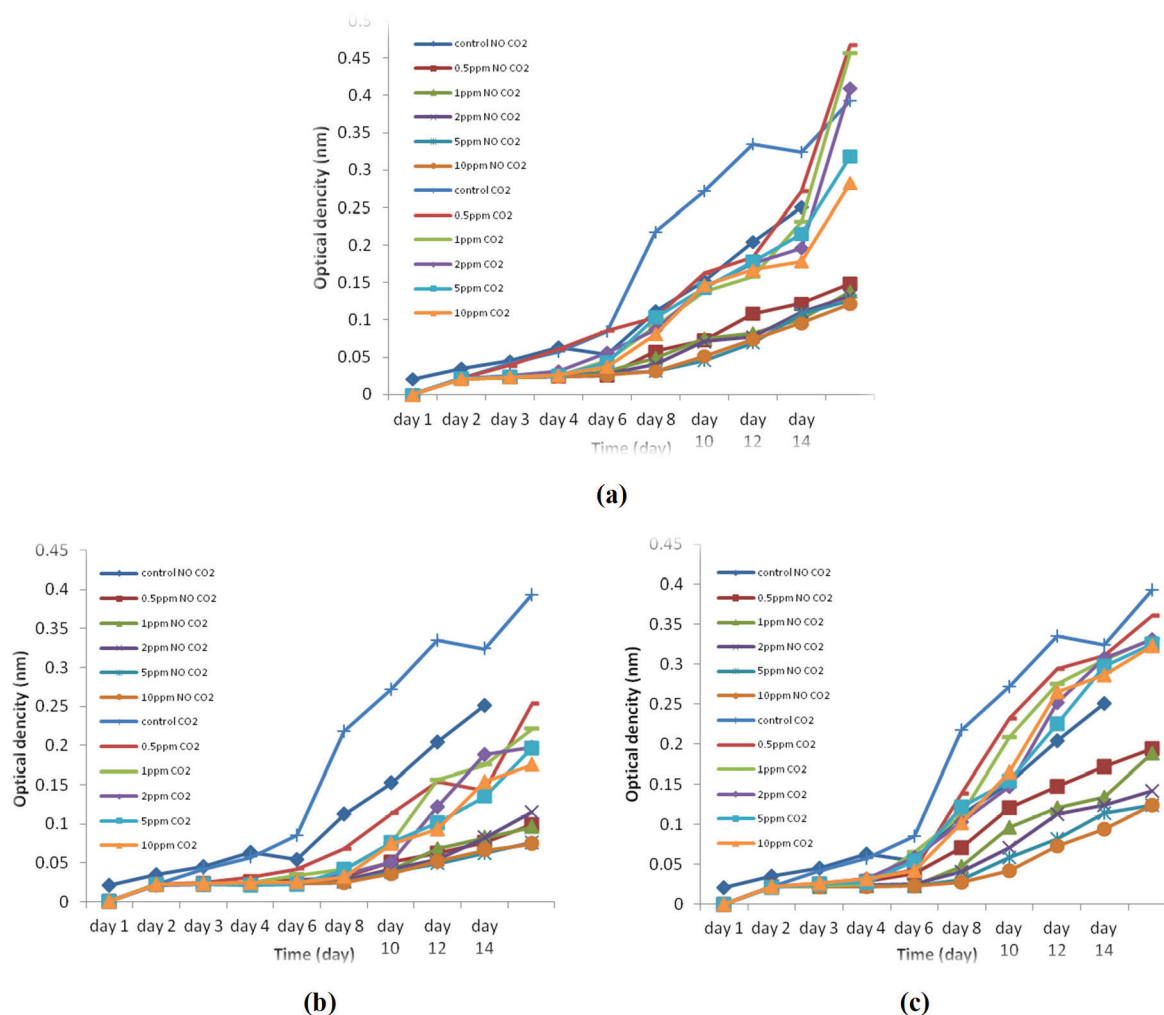 0.5
0.45
0.4
0.35
0.3
0.25
0.2
0.15
0.1
0.05
0
Optical dencity (nm)
control NO CO2
0.5ppm NO CO2
1ppm NO CO2
2ppm NO CO2
5ppm NO CO2
10ppm NO CO2
control CO2
0.5ppm CO2
1ppm CO2
2ppm CO2
5ppm CO2
10ppm CO2
day 1 day 2 day 3 day 4 day 6 day 8 day day day
10 12 14
Time (day)
(a)
0.45
0.4
0.35
0.3
0.25
0.2
0.15
0.1
0.05
0
Optical dencity (nm)
control NO CO2
0.5ppm NO CO2
1ppm NO CO2
2ppm NO CO2
5ppm NO CO2
10ppm NO CO2
control CO2
0.5ppm CO2
1ppm CO2
2ppm CO2
5ppm CO2
10ppm CO2
day 1 day 2 day 3 day 4 day 6 day 8 day day day
10 12 14
Time (day)
(b)
0.45
0.4
0.35
0.3
0.25
0.2
0.15
0.1
0.05
0
Optical dencity (nm)
control NO CO2
0.5ppm NO CO2
1ppm NO CO2
2ppm NO CO2
5ppm NO CO2
10ppm NO CO2
control CO2
0.5ppm CO2
1ppm CO2
2ppm CO2
5ppm CO2
10ppm CO2
day 1 day 2 day 3 day 4 day 6 day 8 day day day
10 12 14
Time (day)
(c)